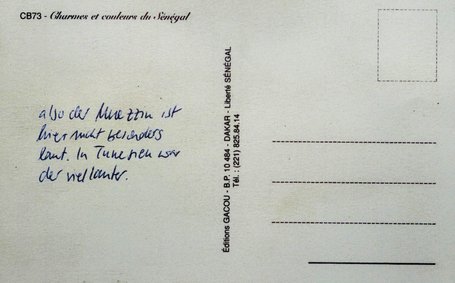 CB73 - Charmes et couleurs du Sénégal
also der Muezzin ist
hier nicht besonders
laut. In Tunesien war
der viel lauter.
Éditions GACOU - B.P. 10 484 - DAKAR - Liberté SÉNÉGAL
Tél. : (221) 825.84.14